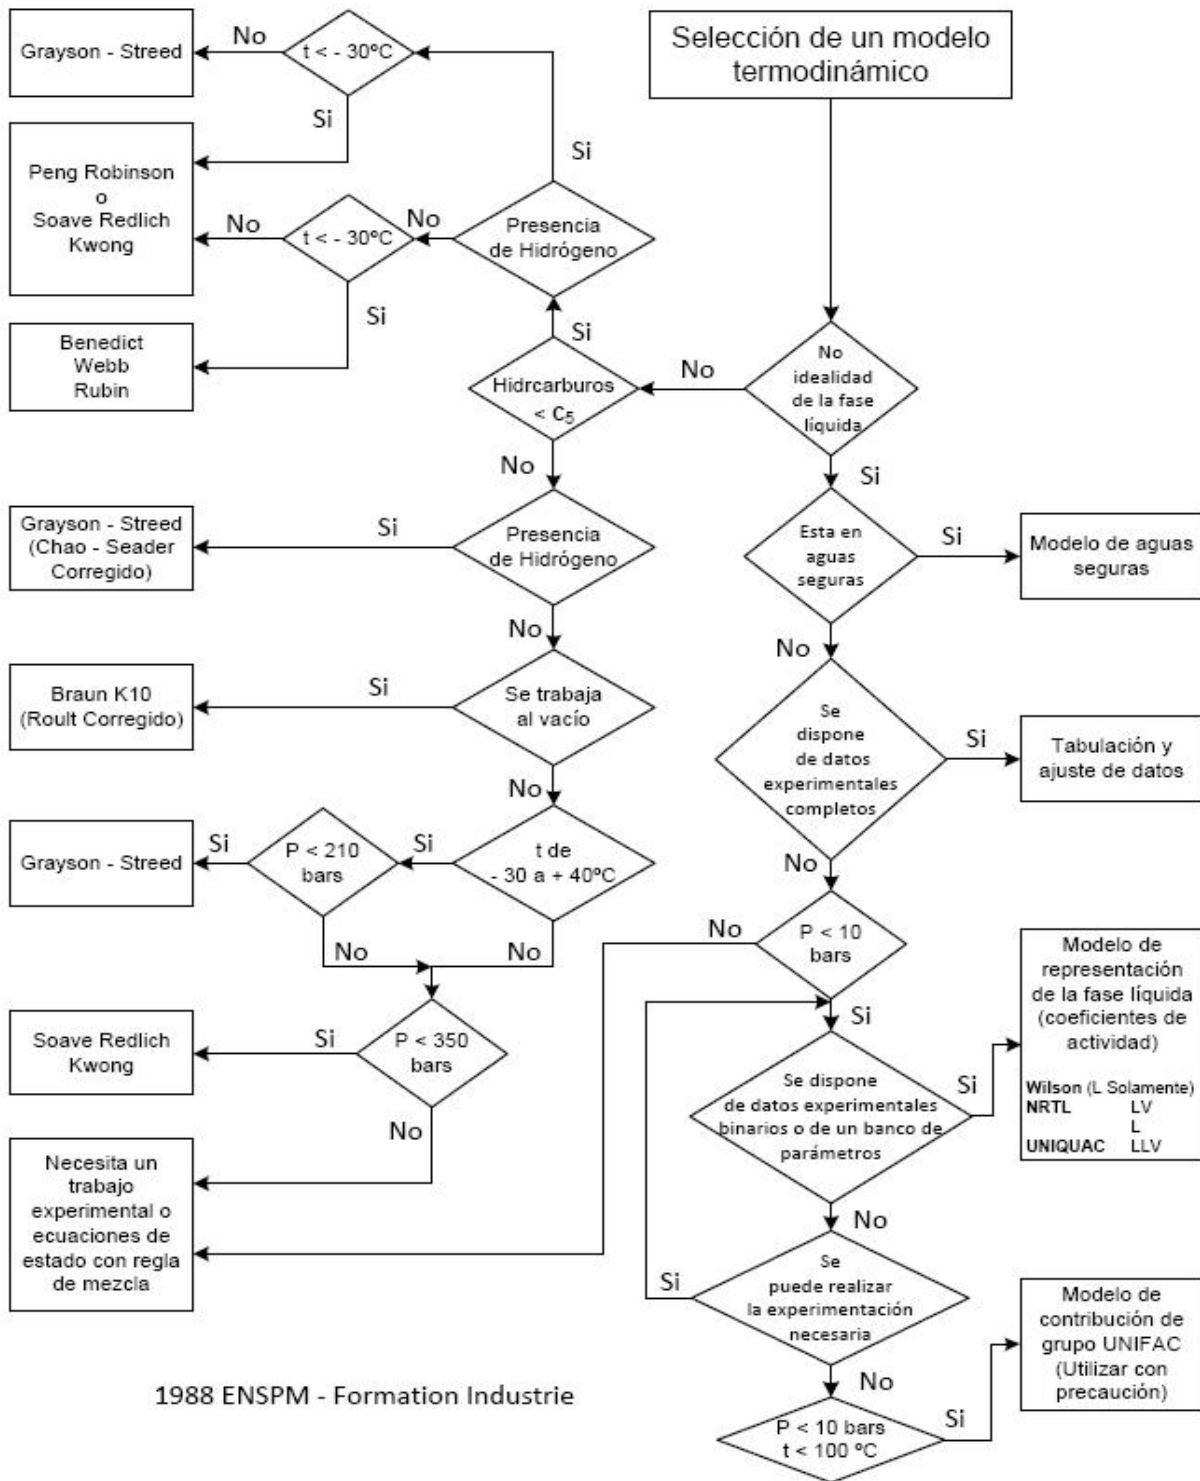 Selección de un modelo
termodinámico
Grayson - Streed
No
t < - 30ºC
Si
Si
Peng Robinson
o
Soave Redlich
Kwong
No
t < - 30ºC
No
Presencia
de Hidrógeno
Si
Si
Benedict
Webb
Rubin
Hidrcarburos
< C5
No
No
idealidad
de la fase
líquida
No
Si
Grayson - Streed
(Chao - Seader
Corregido)
Si
Presencia
de Hidrógeno
Esta en
aguas
seguras
Si
Modelo de aguas
seguras
No
No
Braun K10
(Roult Corregido)
Si
Se trabaja
al vacío
Se
dispone
de datos
experimentales
completos
Si
Tabulación y
ajuste de datos
No
Grayson - Streed
Si
P < 210
bars
Si
t de
- 30 a + 40ºC
No
No
No
No
P < 10
bars
Modelo de
representación
de la fase líquida
(coeficientes de
actividad)
Wilson (L Solamente)
NRTL LV
L
UNIQUAC LLV
Soave Redlich
Kwong
Si
P < 350
bars
Si
Se dispone
de datos experimentales
binarios o de un banco de
parámetros
Si
No
Necesita un
trabajo
experimental o
ecuaciones de
estado con regla
de mezcla
No
Si
Se
puede realizar
la experimentación
necesaria
Modelo de
contribución de
grupo UNIFAC
(Utilizar con
precaución)
No
1988 ENSPM - Formation Industrie
P < 10 bars
t < 100 ºC
Si